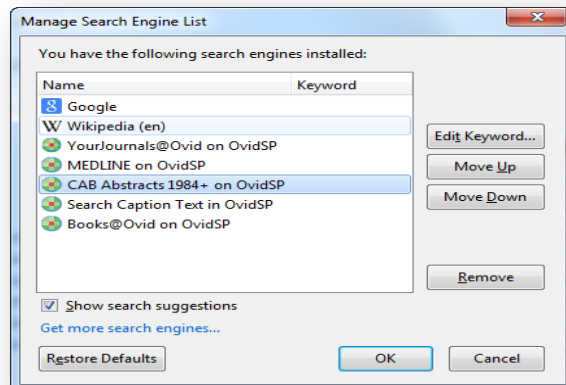 Manage Search Engine List
You have the following search engines installed:
Name Keyword
Google
Wikipedia (en)
YourJournals@Ovid on OvidSP
MEDLINE on OvidSP
CAB Abstracts 1984+ on OvidSP
Search Caption Text in OvidSP
Books@Ovid on OvidSP
Edit Keyword...
Move Up
Move Down
Remove
Show search suggestions
Get more search engines...
Restore Defaults OK Cancel